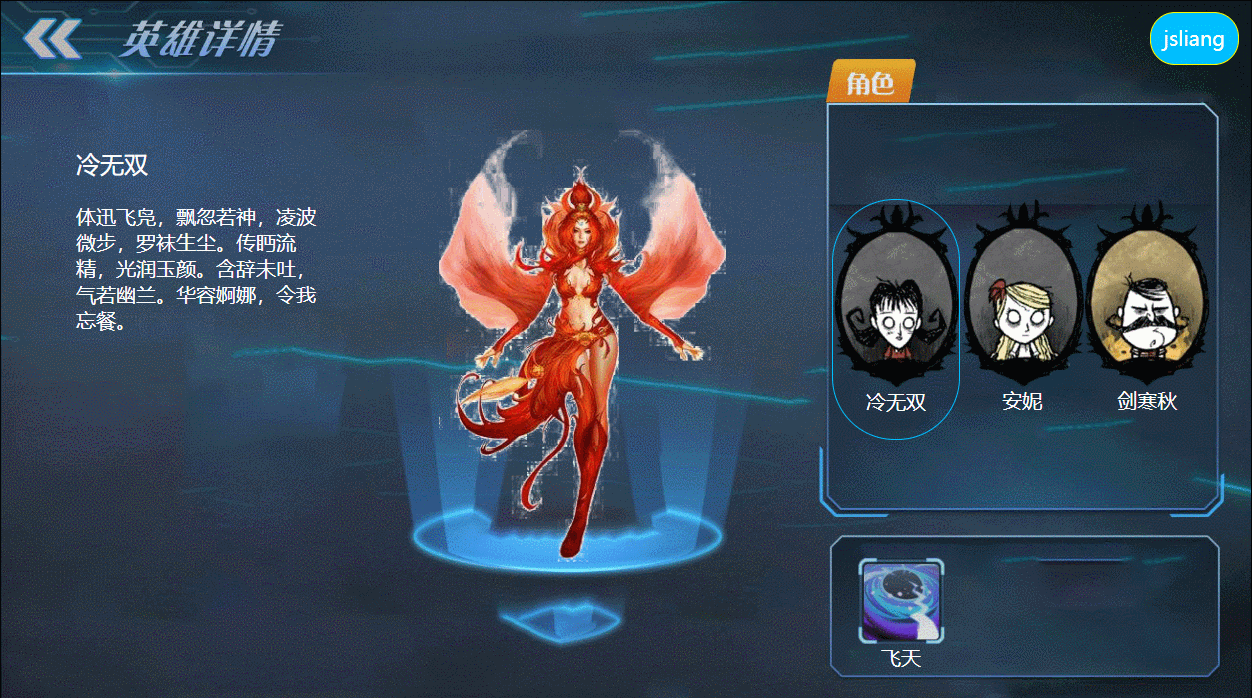 英雄详情
jsliang
角色
冷无双
体迅飞凫，飘忽若神，凌波
微步，罗袜生尘。传眄流
精，光润玉颜。含辞未吐，
气若幽兰。华容婀娜，令我
忘餐。
冷无双
安妮
剑寒秋
飞天